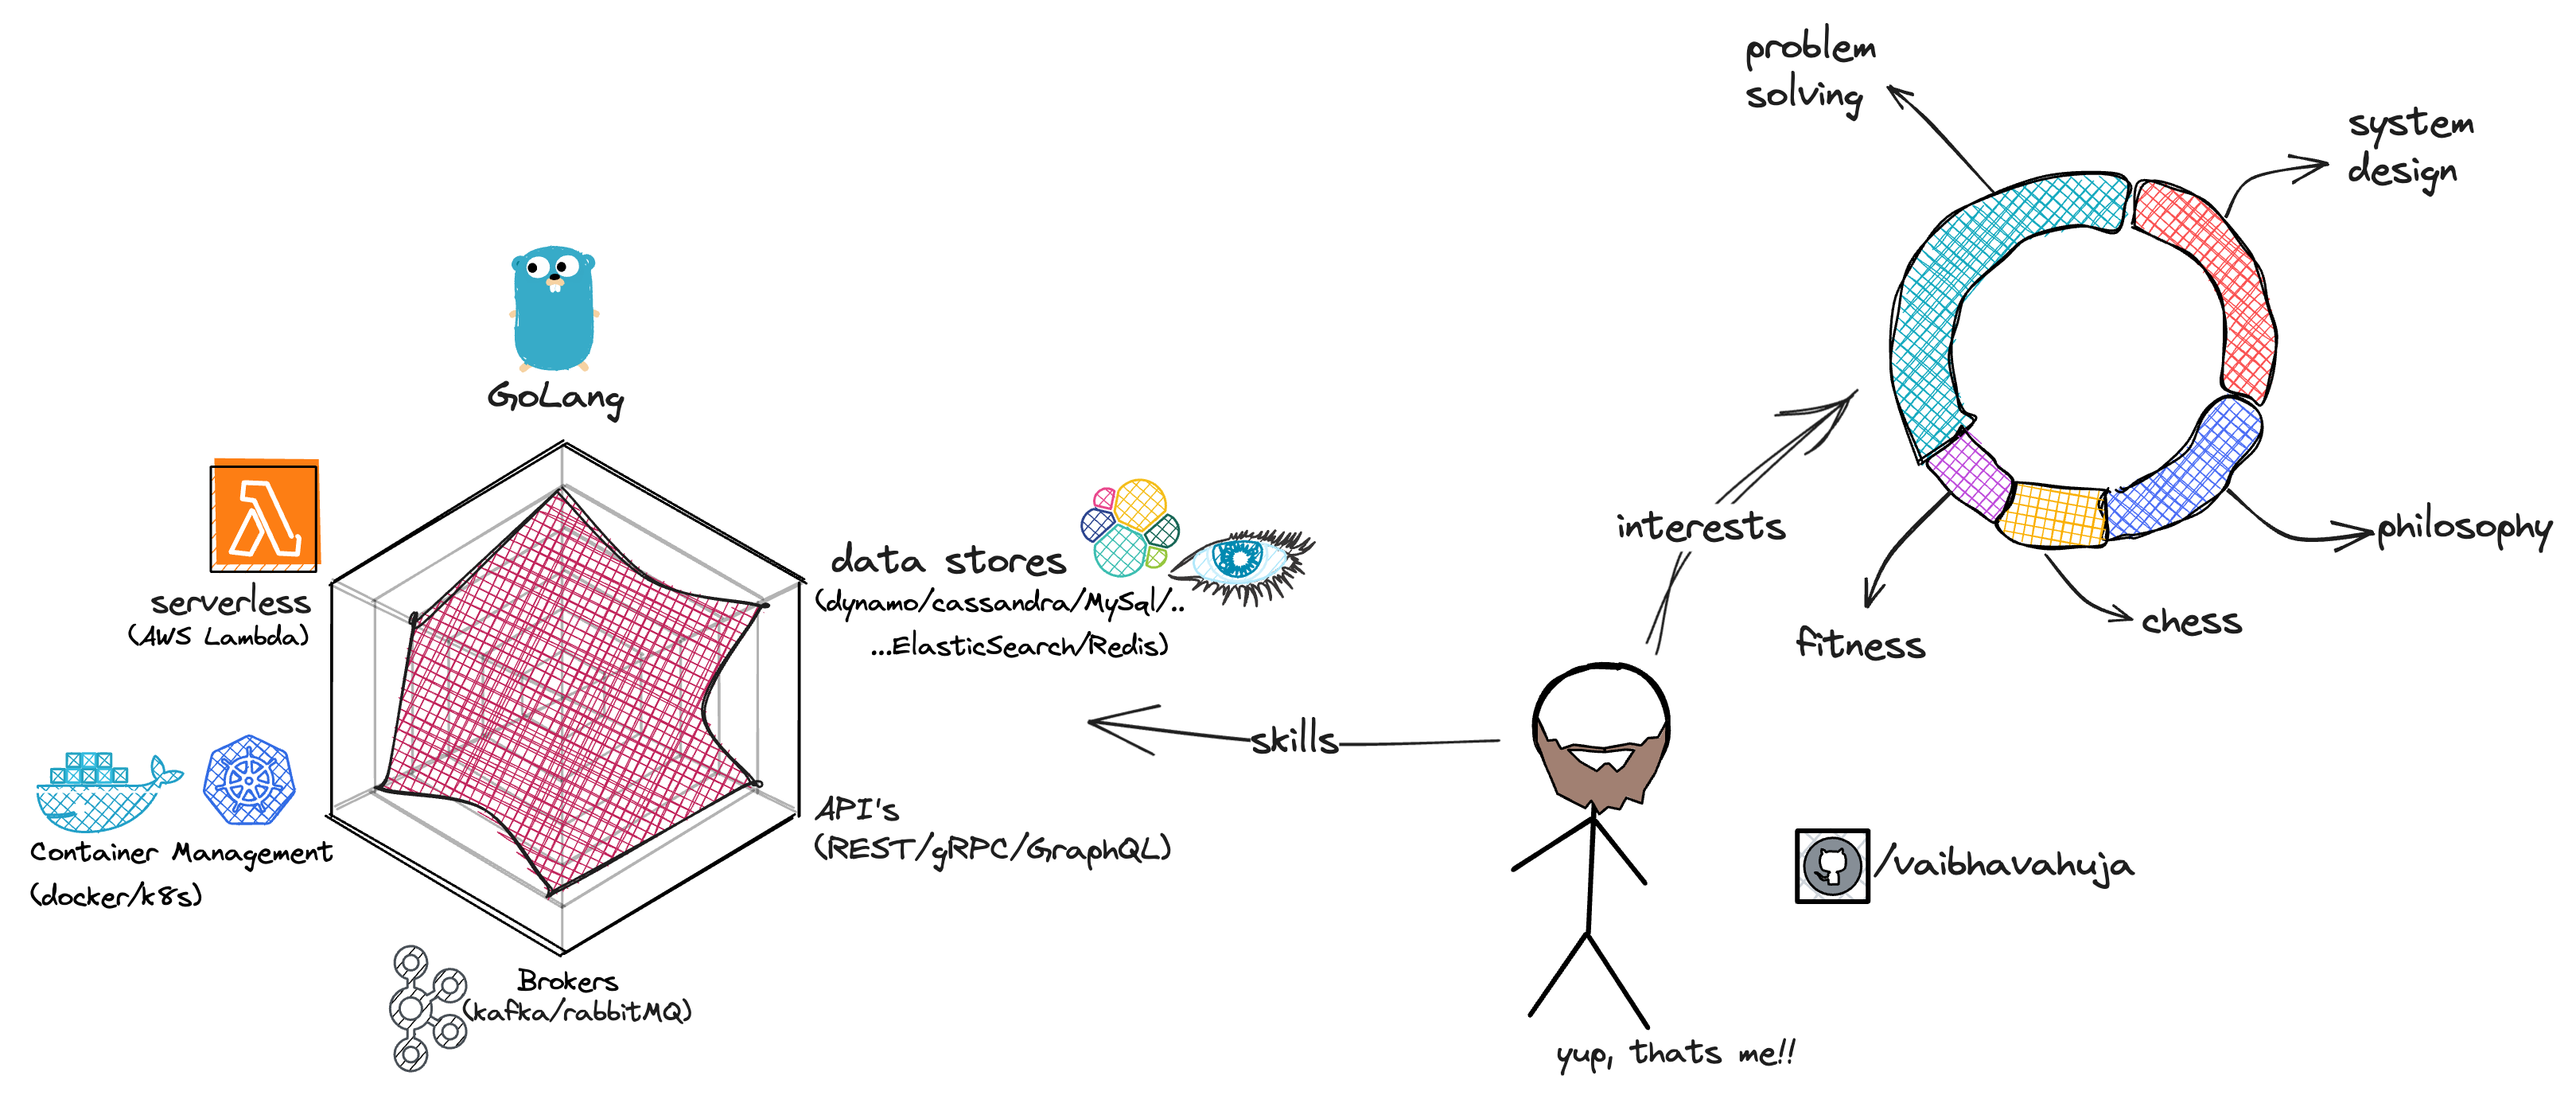 problem
solving
system
design
GoLang
data stores
(dynamo/cassandra/MySql/..
...ElasticSearch/Redis)
serverless
(AWS Lambda)
interests
philosophy
chess
fitness
skills
API's
(REST/gRPC/GraphQL)
Container Management
(docker/k8s)
/vaibhavahuja
Brokers
(kafka/rabbitMQ)
yup, thats me!!